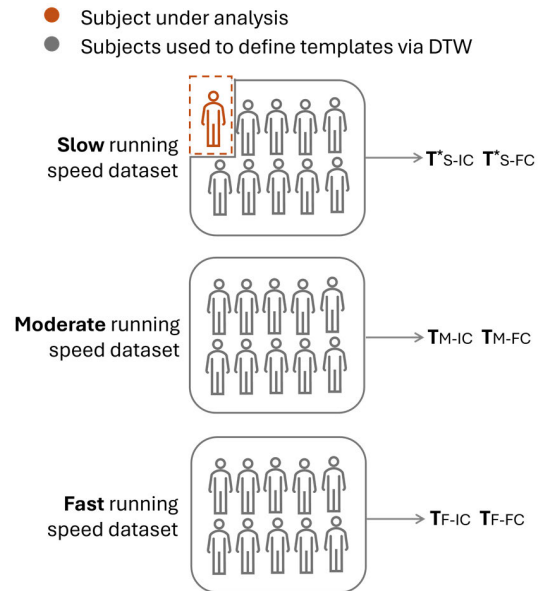 Subject under analysis
Subjects used to define templates via DTW
Slow running
speed dataset
T*S-IC T*S-FC
Moderate running
speed dataset
TM-IC TM-FC
Fast running
speed dataset
TF-IC TF-FC